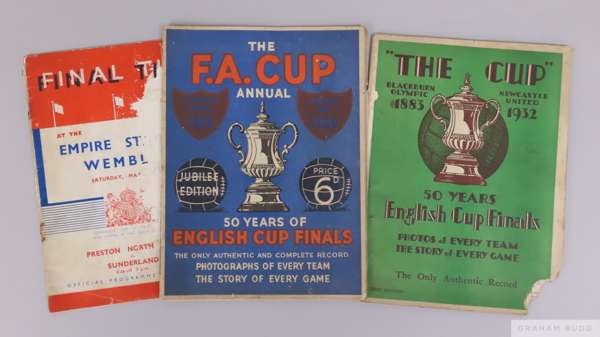 FINAL TI
AT THE
EMPIRE ST
WEMBL
SATURDAY, MA
PRESTON NORTH
SUNDERLAND
OFFICIAL PROGRAMME
THE
F.A. CUP
ANNUAL
JUBILEE
EDITION
PRICE
6D
50 YEARS OF
ENGLISH CUP FINALS
THE ONLY AUTHENTIC AND COMPLETE RECORD
PHOTOGRAPHS OF EVERY TEAM
THE STORY OF EVERY GAME
"THE CUP"
BLACKBURN
OLYMPIC
1883
NEWCASTLE
UNITED
1932
50 YEARS
English Cup Finals
PHOTOS of EVERY TEAM
THE STORY of EVERY GAME
The Only Authentic Record
GRAHAM BUDD